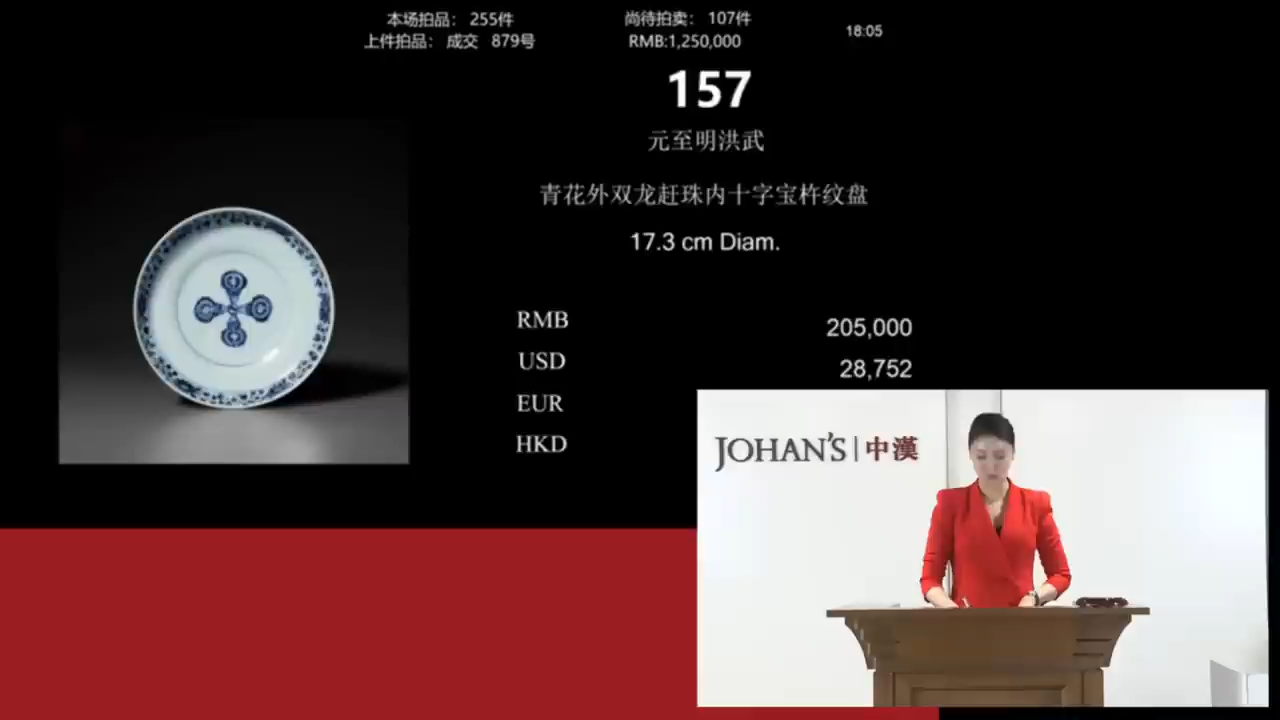 本场拍品： 255件
尚待拍卖： 107件
上件拍品： 成交 879号
RMB:1,250,000
18:05
157
元至明洪武
青花外双龙赶珠内十字宝杵纹盘
17.3 cm Diam.
RMB 205,000
USD 28,752
EUR
HKD
JOHAN'S | 中漢